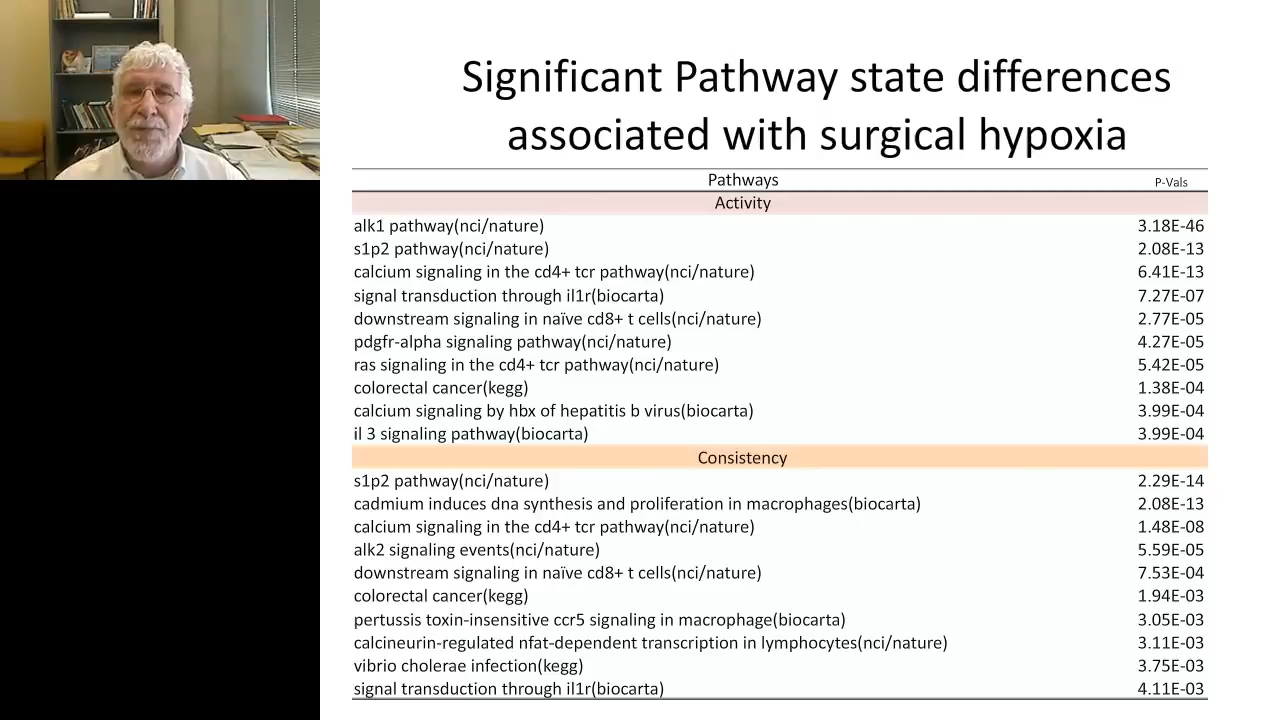 Significant Pathway state differences
associated with surgical hypoxia
Pathways P-Vals
Activity
alk1 pathway(nci/nature) 3.18E-46
s1p2 pathway(nci/nature) 2.08E-13
calcium signaling in the cd4+ tcr pathway(nci/nature) 6.41E-13
signal transduction through il1r(biocarta) 7.27E-07
downstream signaling in naïve cd8+ t cells(nci/nature) 2.77E-05
pdgfr-alpha signaling pathway(nci/nature) 4.27E-05
ras signaling in the cd4+ tcr pathway(nci/nature) 5.42E-05
colorectal cancer(kegg) 1.38E-04
calcium signaling by hbx of hepatitis b virus(biocarta) 3.99E-04
il 3 signaling pathway(biocarta) 3.99E-04
Consistency
s1p2 pathway(nci/nature) 2.29E-14
cadmium induces dna synthesis and proliferation in macrophages(biocarta) 2.08E-13
calcium signaling in the cd4+ tcr pathway(nci/nature) 1.48E-08
alk2 signaling events(nci/nature) 5.59E-05
downstream signaling in naïve cd8+ t cells(nci/nature) 7.53E-04
colorectal cancer(kegg) 1.94E-03
pertussis toxin-insensitive ccr5 signaling in macrophage(biocarta) 3.05E-03
calcineurin-regulated nfat-dependent transcription in lymphocytes(nci/nature) 3.11E-03
vibrio cholerae infection(kegg) 3.75E-03
signal transduction through il1r(biocarta) 4.11E-03